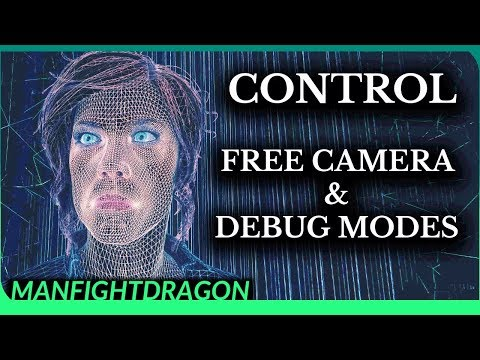 CONTROL
FREE CAMERA
&
DEBUG MODES
MANFIGHTDRAGON